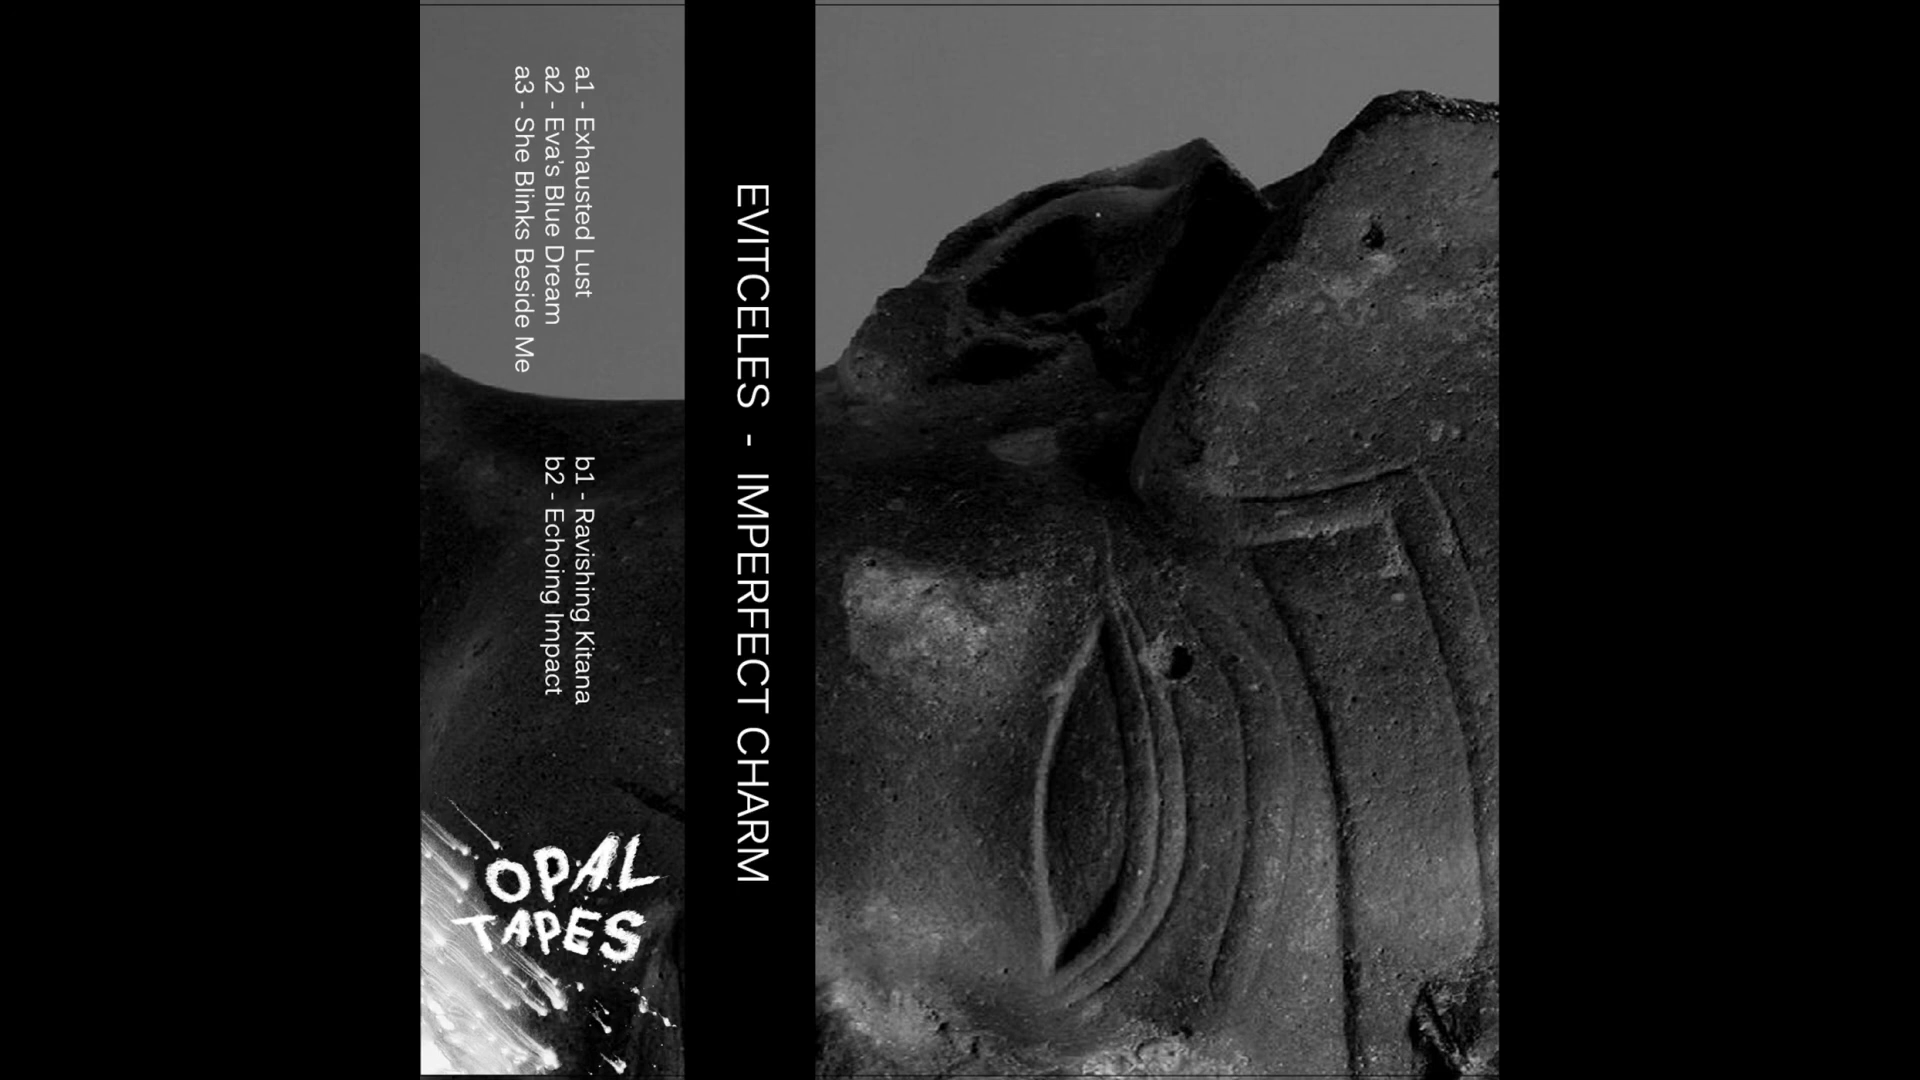 a1 - Exhausted Lust
a2 - Eva's Blue Dream
a3 - She Blinks Beside Me
b1 - Ravishing Kitana
b2 - Echoing Impact
OPAL
TAPES
EVITCELES - IMPERFECT CHARM